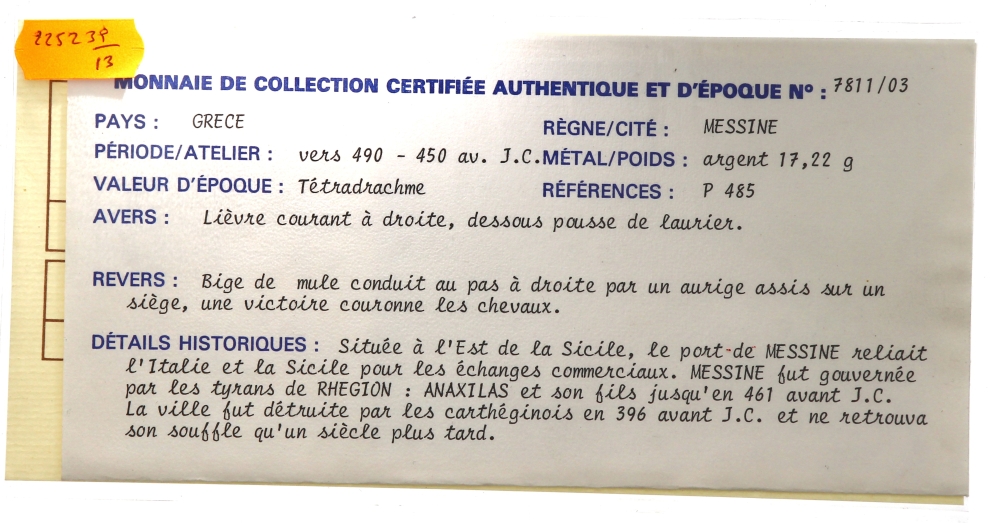 225239
13
MONNAIE DE COLLECTION CERTIFIÉE AUTHENTIQUE ET D'ÉPOQUE N° : 7811/03
PAYS : GRECE
RÈGNE/CITÉ : MESSINE
PÉRIODE/ATELIER : vers 490 - 450 av. J.C.
MÉTAL/POIDS : argent 17,22 g
VALEUR D'ÉPOQUE : Tétradrachme
RÉFÉRENCES : P 485
AVERS : Lièvre courant à droite, dessous pousse de laurier.
REVERS : Bige de mule conduit au pas à droite par un aurige assis sur un
siège, une victoire couronne les chevaux.
DÉTAILS HISTORIQUES : Située à l'Est de la Sicile, le port-de MESSINE reliait
l'Italie et la Sicile pour les échanges commerciaux. MESSINE fut gouvernée
par les tyrans de RHEGION : ANAXILAS et son fils jusqu'en 461 avant J.C.
La ville fut détruite par les carthéginois en 396 avant J.C. et ne retrouva
son souffle qu'un siècle plus tard.